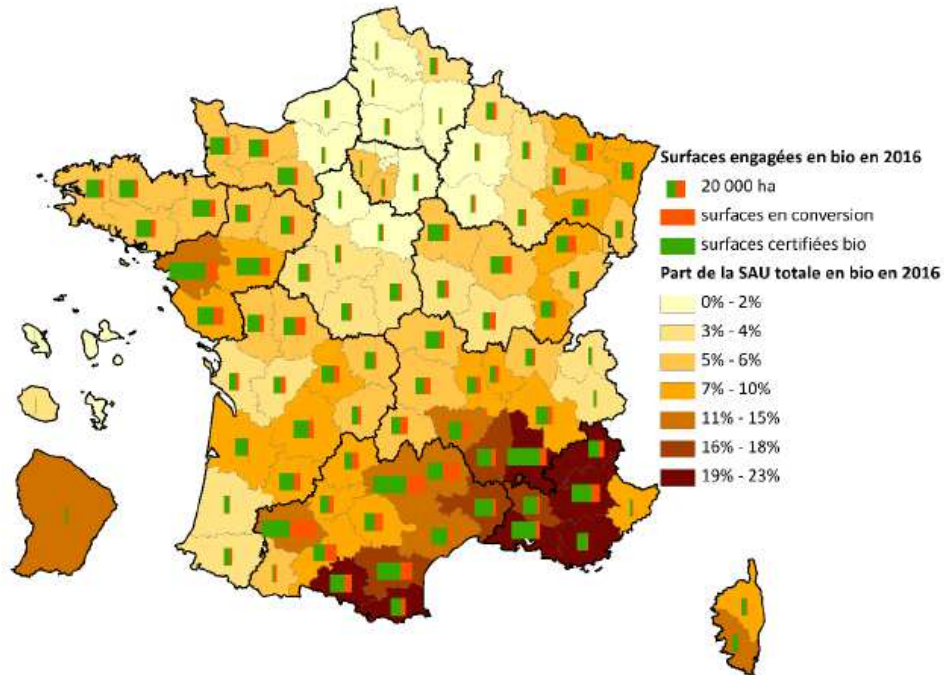 Surfaces engagées en bio en 2016
20 000 ha
surfaces en conversion
surfaces certifiées bio
Part de la SAU totale en bio en 2016
0% - 2%
3% - 4%
5% - 6%
7% - 10%
11% - 15%
16% - 18%
19% - 23%